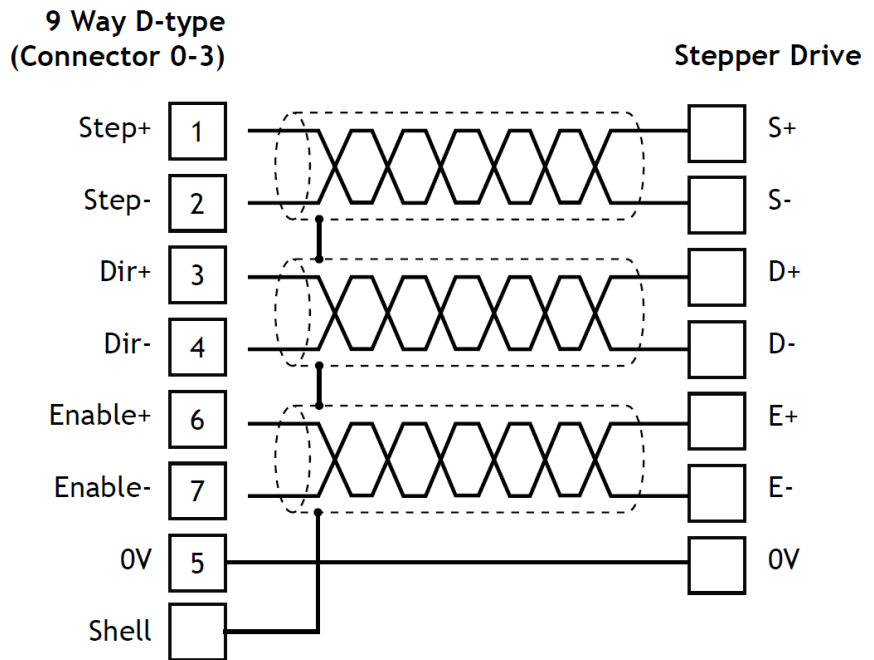 9 Way D-type
(Connector 0-3)
Stepper Drive
Step+ 1 S+
Step- 2 S-
Dir+ 3 D+
Dir- 4 D-
Enable+ 6 E+
Enable- 7 E-
0V 5 0V
Shell